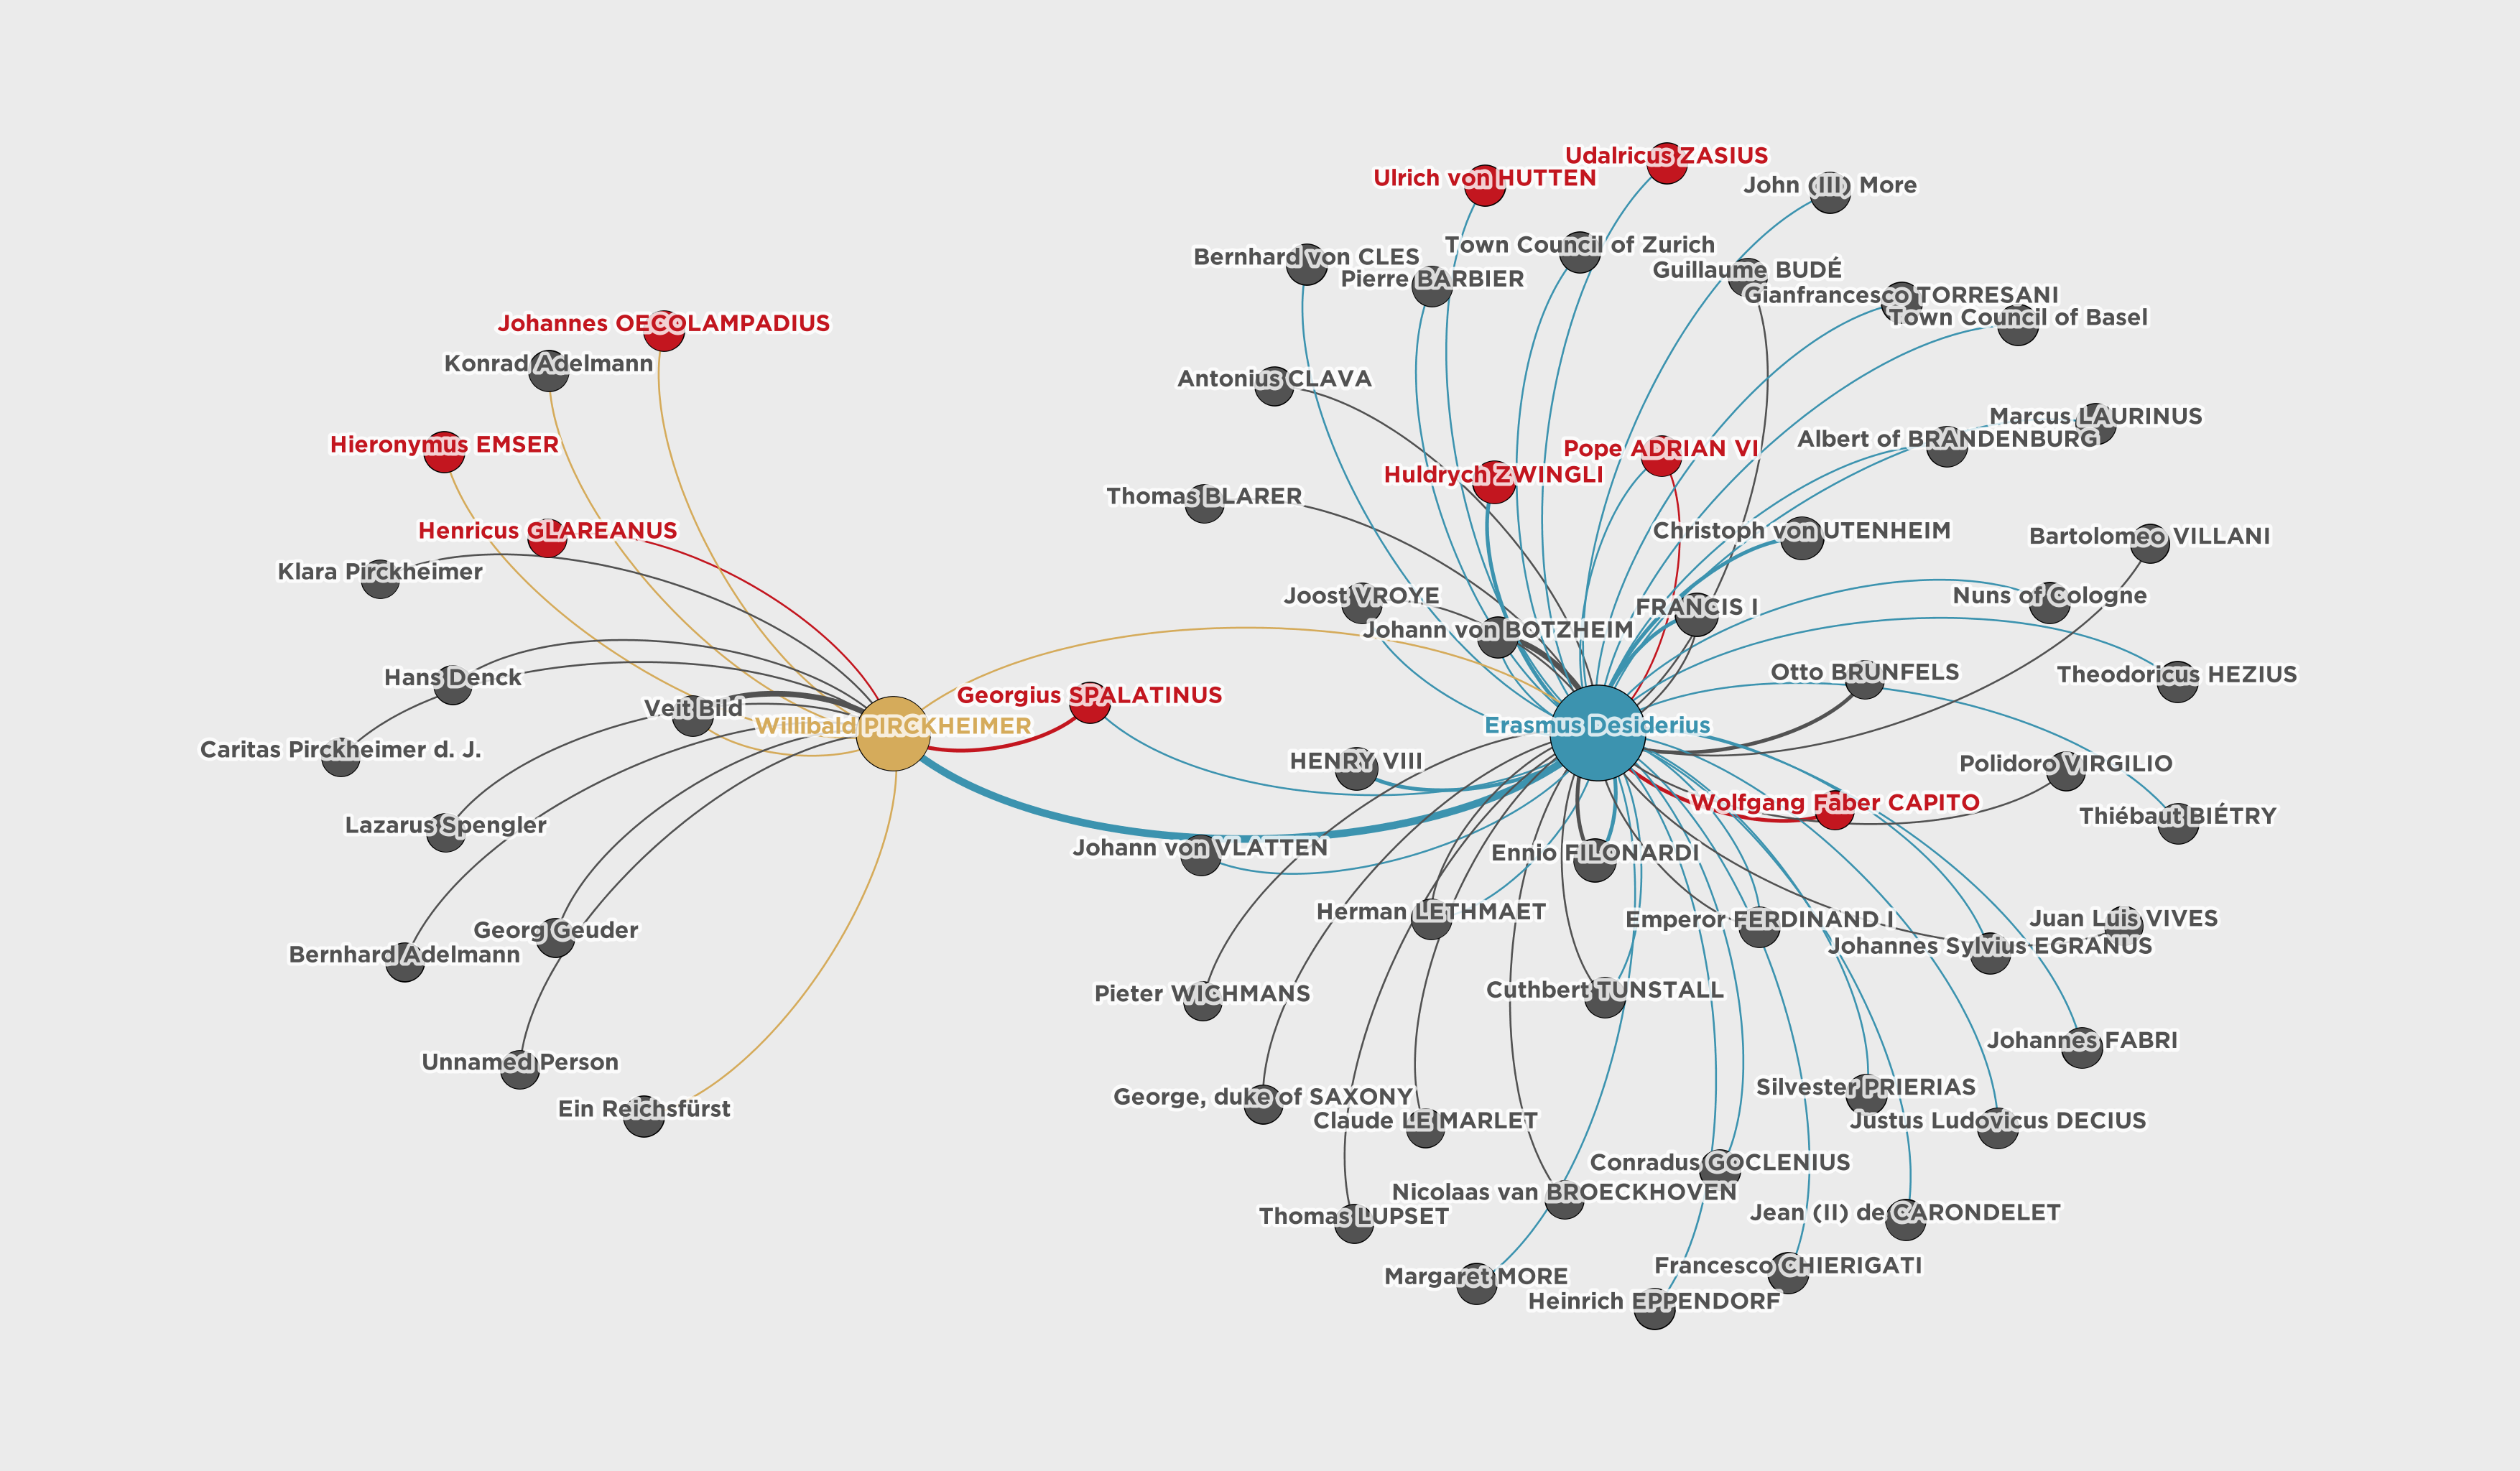 Udalricus ZASIUS
Ulrich von HUTTEN
John (III) More
Town Council of Zurich
Bernhard von CLES
Guillaume BUDÉ
Pierre BARBIER
Gianfrancesco TORRESANI
Town Council of Basel
Johannes OECOLAMPADIUS
Konrad Adelmann
Antonius CLAVA
Marcus LAURINUS
Albert of BRANDENBURG
Hieronymus EMSER
Pope ADRIAN VI
Huldrych ZWINGLI
Thomas BLARER
Henricus GLAREANUS
Christoph von UTENHEIM
Bartolomeo VILLANI
Klara Pirckheimer
Joost VROYE
Nuns of Cologne
FRANCIS I
Johann von BOTZHEIM
Otto BRUNFELS
Theodoricus HEZIUS
Hans Denck
Georgius SPALATINUS
Veit Bild
Willibald PIRCKHEIMER
Erasmus Desiderius
Caritas Pirckheimer d. J.
HENRY VIII
Polidoro VIRGILIO
Wolfgang Faber CAPITO
Thiébaut BIÉTRY
Lazarus Spengler
Johann von VLATTEN
Ennio FILONARDI
Herman LETHMAET
Emperor FERDINAND I
Juan Luis VIVES
Georg Geuder
Johannes Sylvius EGRANUS
Bernhard Adelmann
Cuthbert TUNSTALL
Pieter WICHMANS
Johannes FABRI
Unnamed Person
Silvester PRIERIAS
George, duke of SAXONY
Ein Reichsfürst
Claude LE MARLET
Justus Ludovicus DECIUS
Conradus GOCLENIUS
Nicolaas van BROECKHOVEN
Jean (II) de CARONDELET
Thomas LUPSET
Francesco CHIERIGATI
Margaret MORE
Heinrich EPPENDORF